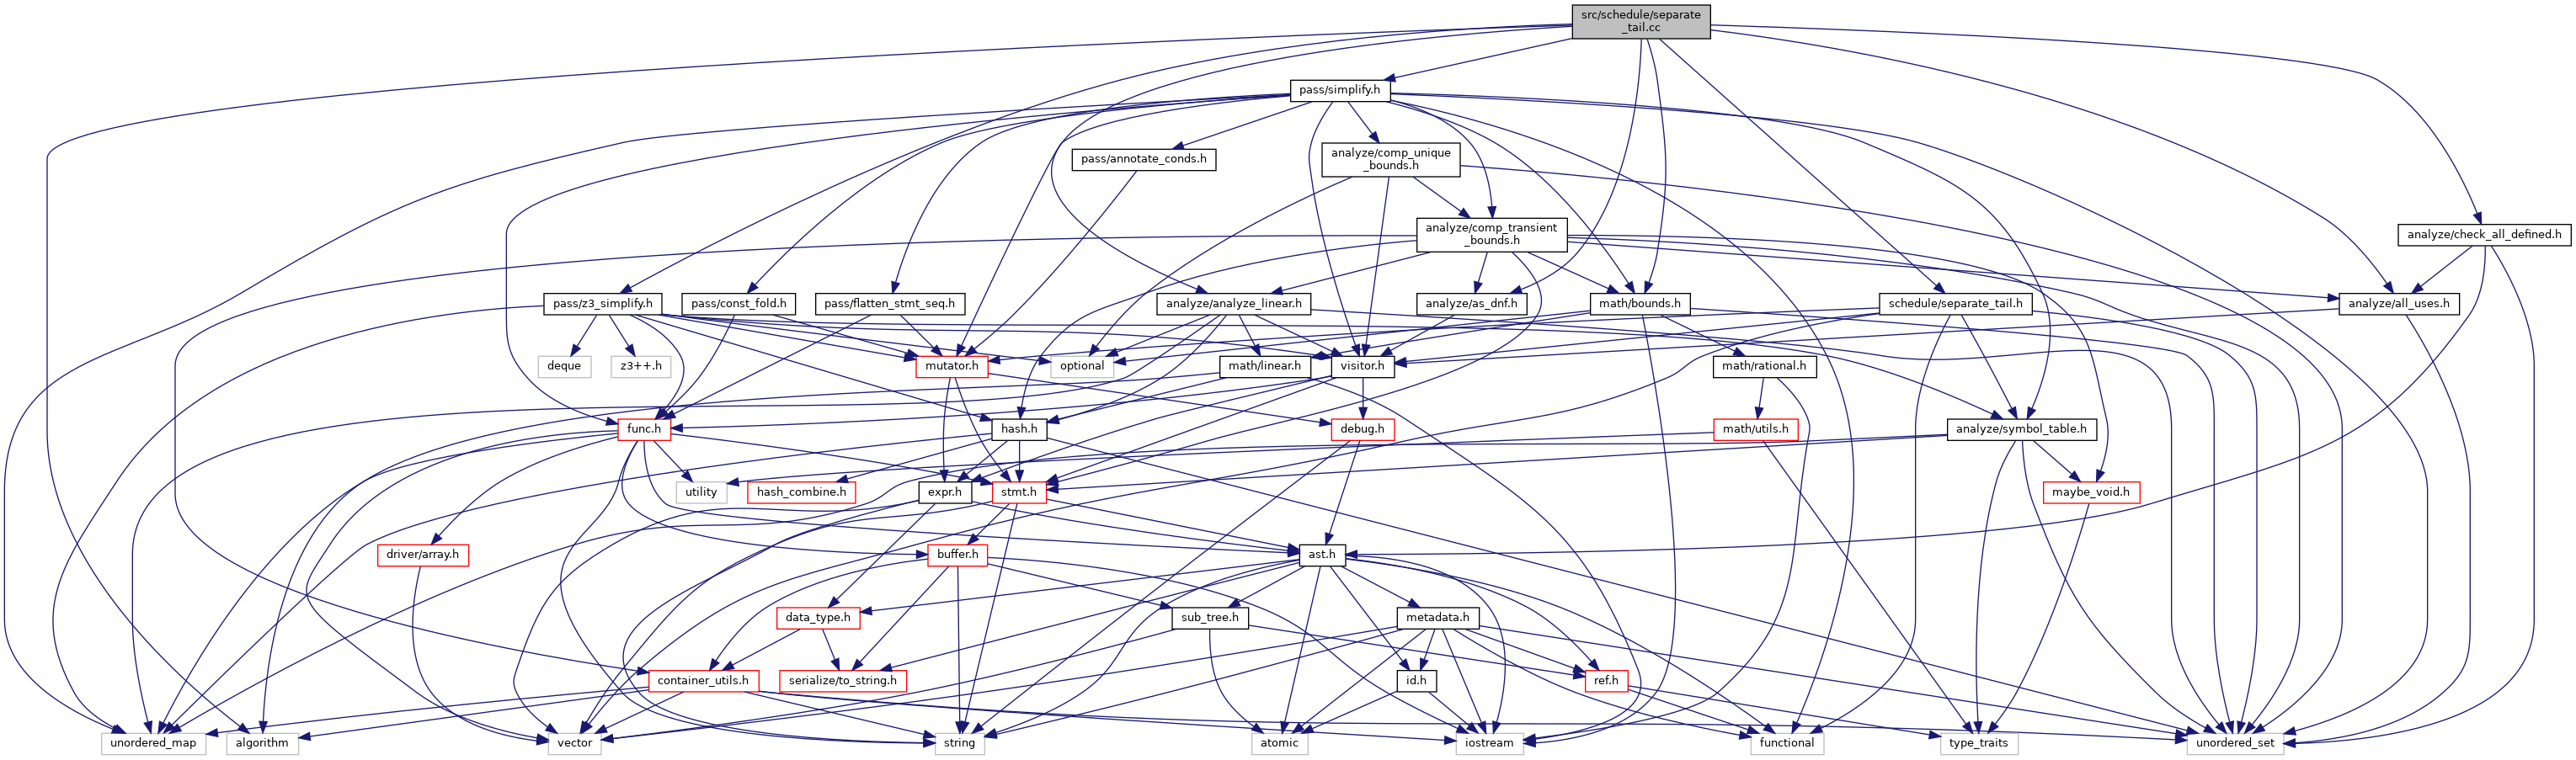 src/schedule/separate
_tail.cc
pass/simplify.h
pass/annotate_conds.h
analyze/comp_unique
_bounds.h
analyze/comp_transient
_bounds.h
analyze/check_all_defined.h
pass/z3_simplify.h
pass/const_fold.h
pass/flatten_stmt_seq.h
analyze/analyze_linear.h
analyze/as_dnf.h
math/bounds.h
schedule/separate_tail.h
analyze/all_uses.h
deque
z3++.h
mutator.h
optional
math/linear.h
visitor.h
math/rational.h
func.h
hash.h
debug.h
math/utils.h
analyze/symbol_table.h
utility
hash_combine.h
expr.h
stmt.h
maybe_void.h
driver/array.h
buffer.h
ast.h
data_type.h
sub_tree.h
metadata.h
container_utils.h
serialize/to_string.h
id.h
ref.h
unordered_map
algorithm
vector
string
atomic
iostream
functional
type_traits
unordered_set